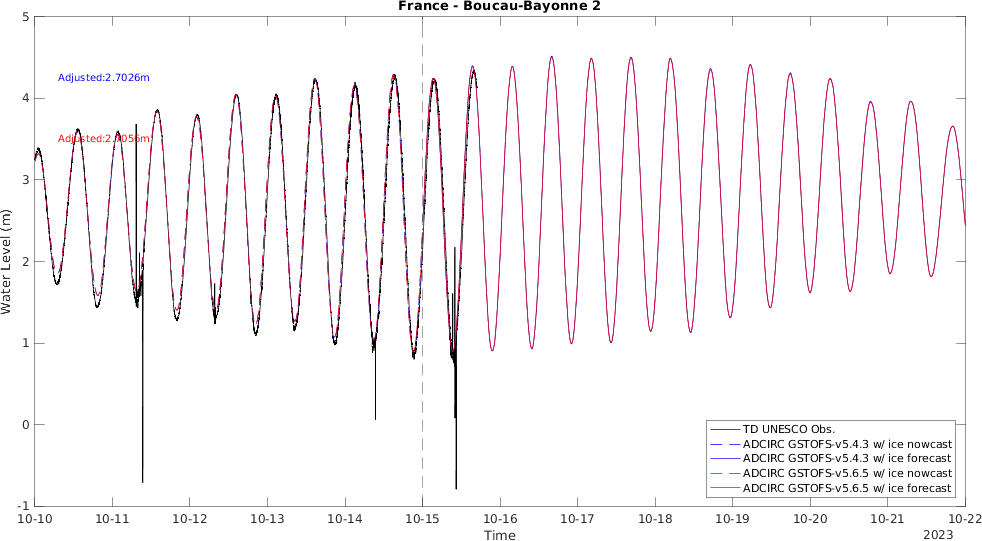 France - Boucau-Bayonne 2
5
4
3
2
1
0
-1
Water Level (m)
Adjusted:2.7026m
Adjusted:2.7056m
TD UNESCO Obs.
ADCIRC GSTOFS-v5.4.3 w/ ice nowcast
ADCIRC GSTOFS-v5.4.3 w/ ice forecast
ADCIRC GSTOFS-v5.6.5 w/ ice nowcast
ADCIRC GSTOFS-v5.6.5 w/ ice forecast
10-10 10-11 10-12 10-13 10-14 10-15 10-16 10-17 10-18 10-19 10-20 10-21 10-22
Time
2023